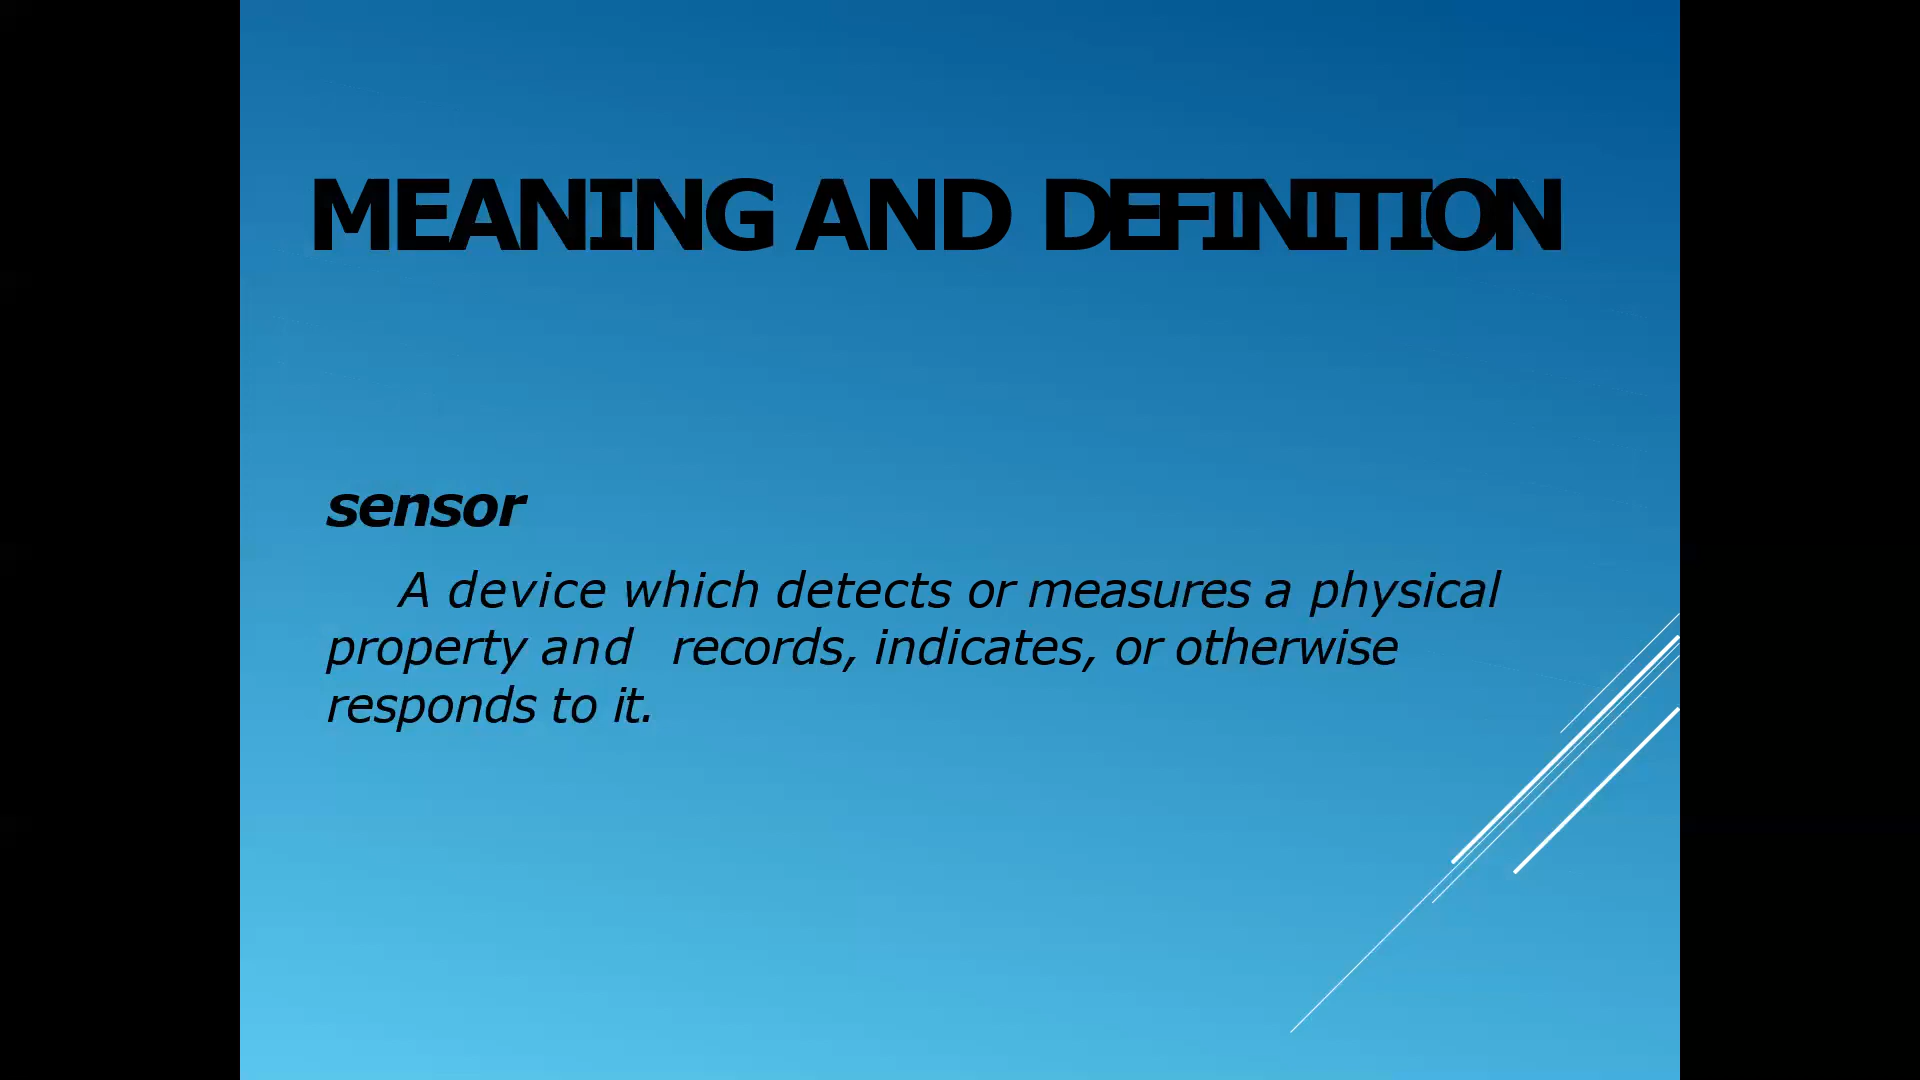 MEANING AND DEFINITION
sensor
A device which detects or measures a physical
property and records, indicates, or otherwise
responds to it.